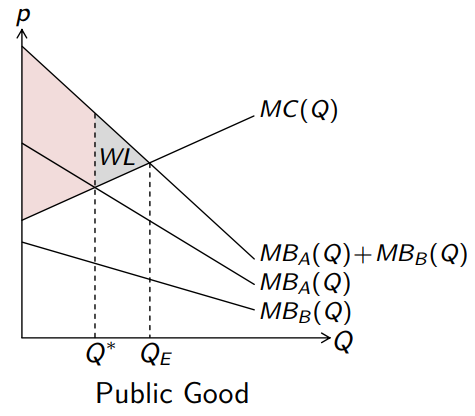 p
MC(Q)
WL
MB_A(Q)+MB_B(Q)
MB_A(Q)
MB_B(Q)
Q* Q_E Q
Public Good